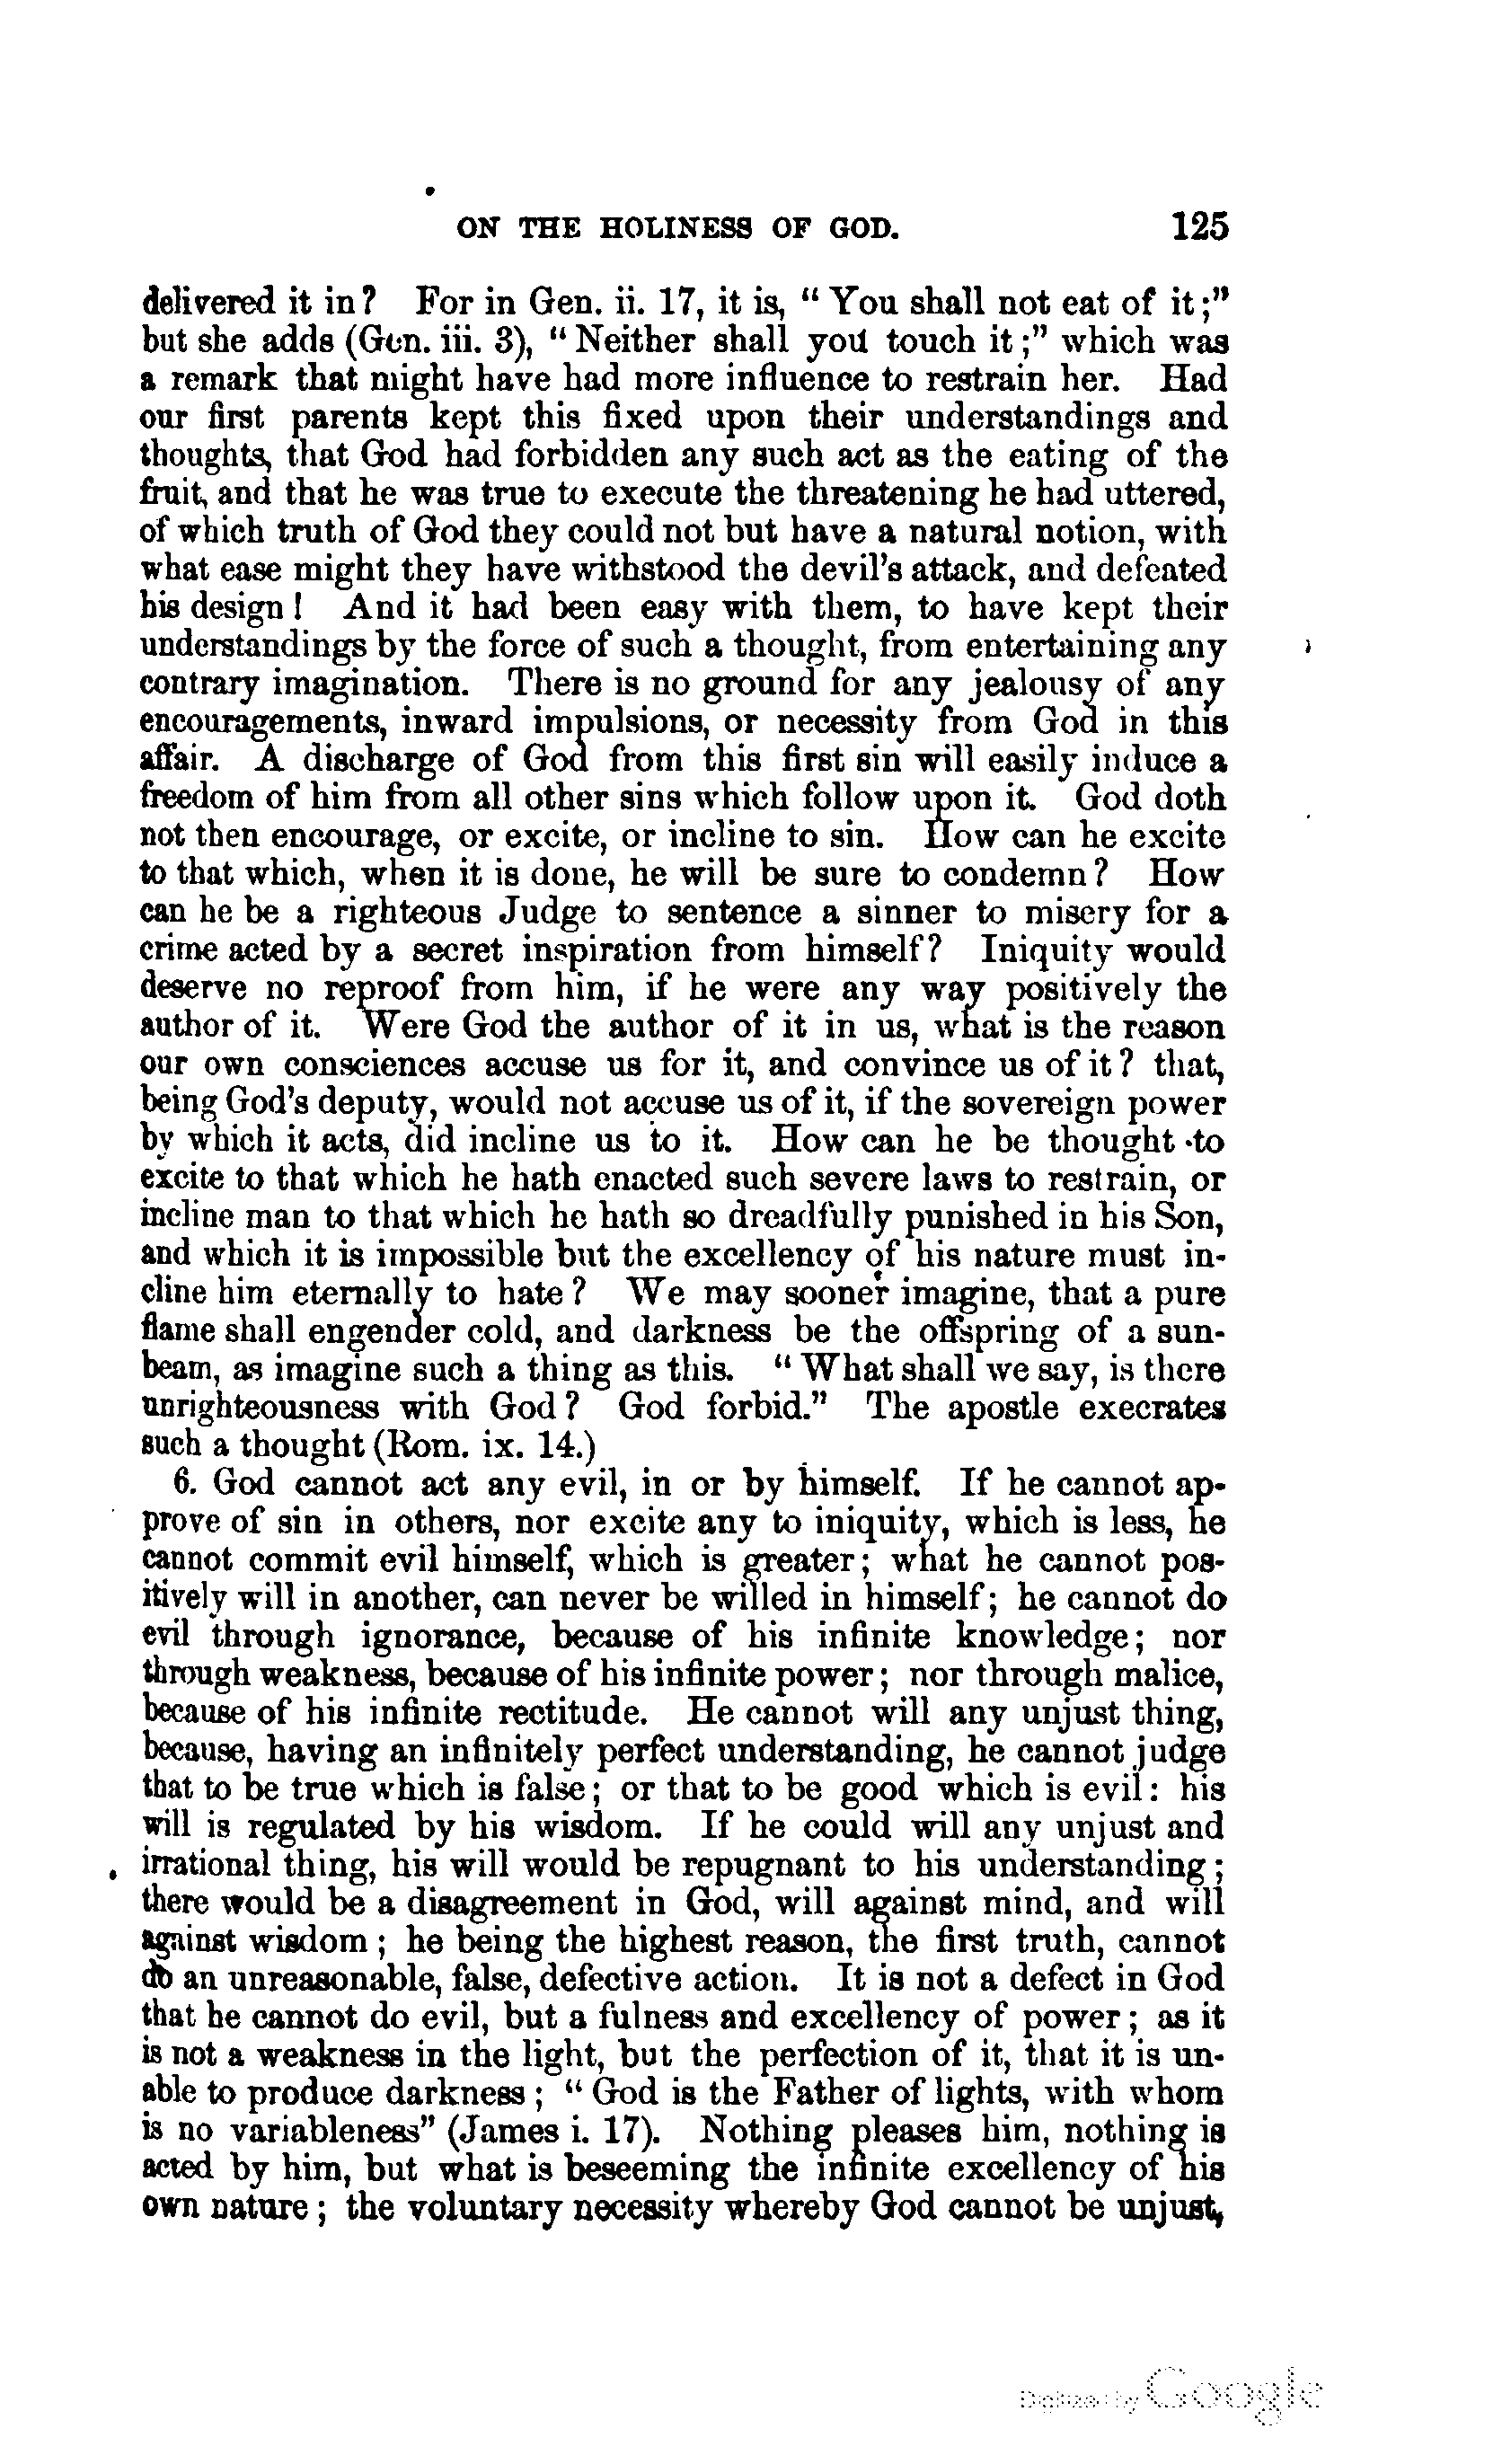 ON THE HOLINESS OF GOD. 125
delivered it in? For in Gen. ii. 17, it is, "You shall not eat of it;"
but she adds (Gen. iii. 3), "Neither shall you touch it;" which was
a remark that might have had more influence to restrain her. Had
our first parents kept this fixed upon their understandings and
thoughts, that God had forbidden any such act as the eating of the
fruit, and that he was true to execute the threatening he had uttered,
of which truth of God they could not but have a natural notion, with
what ease might they have withstood the devil's attack, and defeated
his design! And it had been easy with them, to have kept their
understandings by the force of such a thought, from entertaining any
contrary imagination. There is no ground for any jealousy of any
encouragements, inward impulsions, or necessity from God in this
affair. A discharge of God from this first sin will easily induce a
freedom of him from all other sins which follow upon it. God doth
not then encourage, or excite, or incline to sin. How can he excite
to that which, when it is done, he will be sure to condemn? How
can he be a righteous Judge to sentence a sinner to misery for a
crime acted by a secret inspiration from himself? Iniquity would
deserve no reproof from him, if he were any way positively the
author of it. Were God the author of it in us, what is the reason
our own consciences accuse us for it, and convince us of it? that,
being God's deputy, would not accuse us of it, if the sovereign power
by which it acts, did incline us to it. How can he be thought to
excite to that which he hath enacted such severe laws to restrain, or
incline man to that which he hath so dreadfully punished in his Son,
and which it is impossible but the excellency of his nature must in-
cline him eternally to hate? We may sooner imagine, that a pure
flame shall engender cold, and darkness be the offspring of a sun-
beam, as imagine such a thing as this. "What shall we say, is there
unrighteousness with God? God forbid." The apostle execrates
such a thought (Rom. ix. 14.)
6. God cannot act any evil, in or by himself. If he cannot ap-
prove of sin in others, nor excite any to iniquity, which is less, he
cannot commit evil himself, which is greater; what he cannot pos-
itively will in another, can never be willed in himself; he cannot do
evil through ignorance, because of his infinite knowledge; nor
through weakness, because of his infinite power; nor through malice,
because of his infinite rectitude. He cannot will any unjust thing,
because, having an infinitely perfect understanding, he cannot judge
that to be true which is false; or that to be good which is evil: his
will is regulated by his wisdom. If he could will any unjust and
irrational thing, his will would be repugnant to his understanding;
there would be a disagreement in God, will against mind, and will
against wisdom; he being the highest reason, the first truth, cannot
do an unreasonable, false, defective action. It is not a defect in God
that he cannot do evil, but a fulness and excellency of power; as it
is not a weakness in the light, but the perfection of it, that it is un-
able to produce darkness; "God is the Father of lights, with whom
is no variableness" (James i. 17). Nothing pleases him, nothing is
acted by him, but what is beseeming the infinite excellency of his
own nature; the voluntary necessity whereby God cannot be unjust,
Digitized by Google